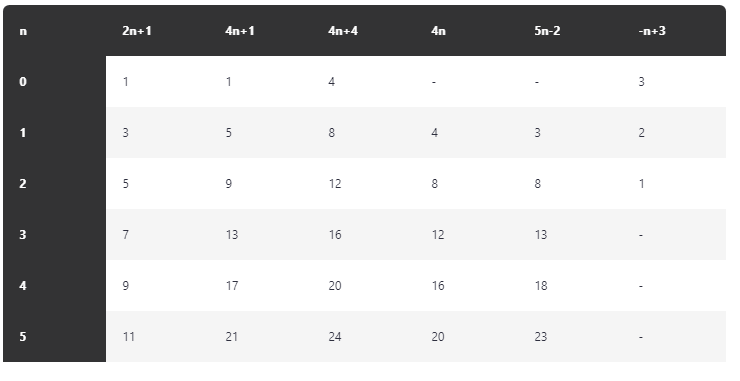 n 2n+1 4n+1 4n+4 4n 5n-2 -n+3
0 1 1 4 - - 3
1 3 5 8 4 3 2
2 5 9 12 8 8 1
3 7 13 16 12 13 -
4 9 17 20 16 18 -
5 11 21 24 20 23 -